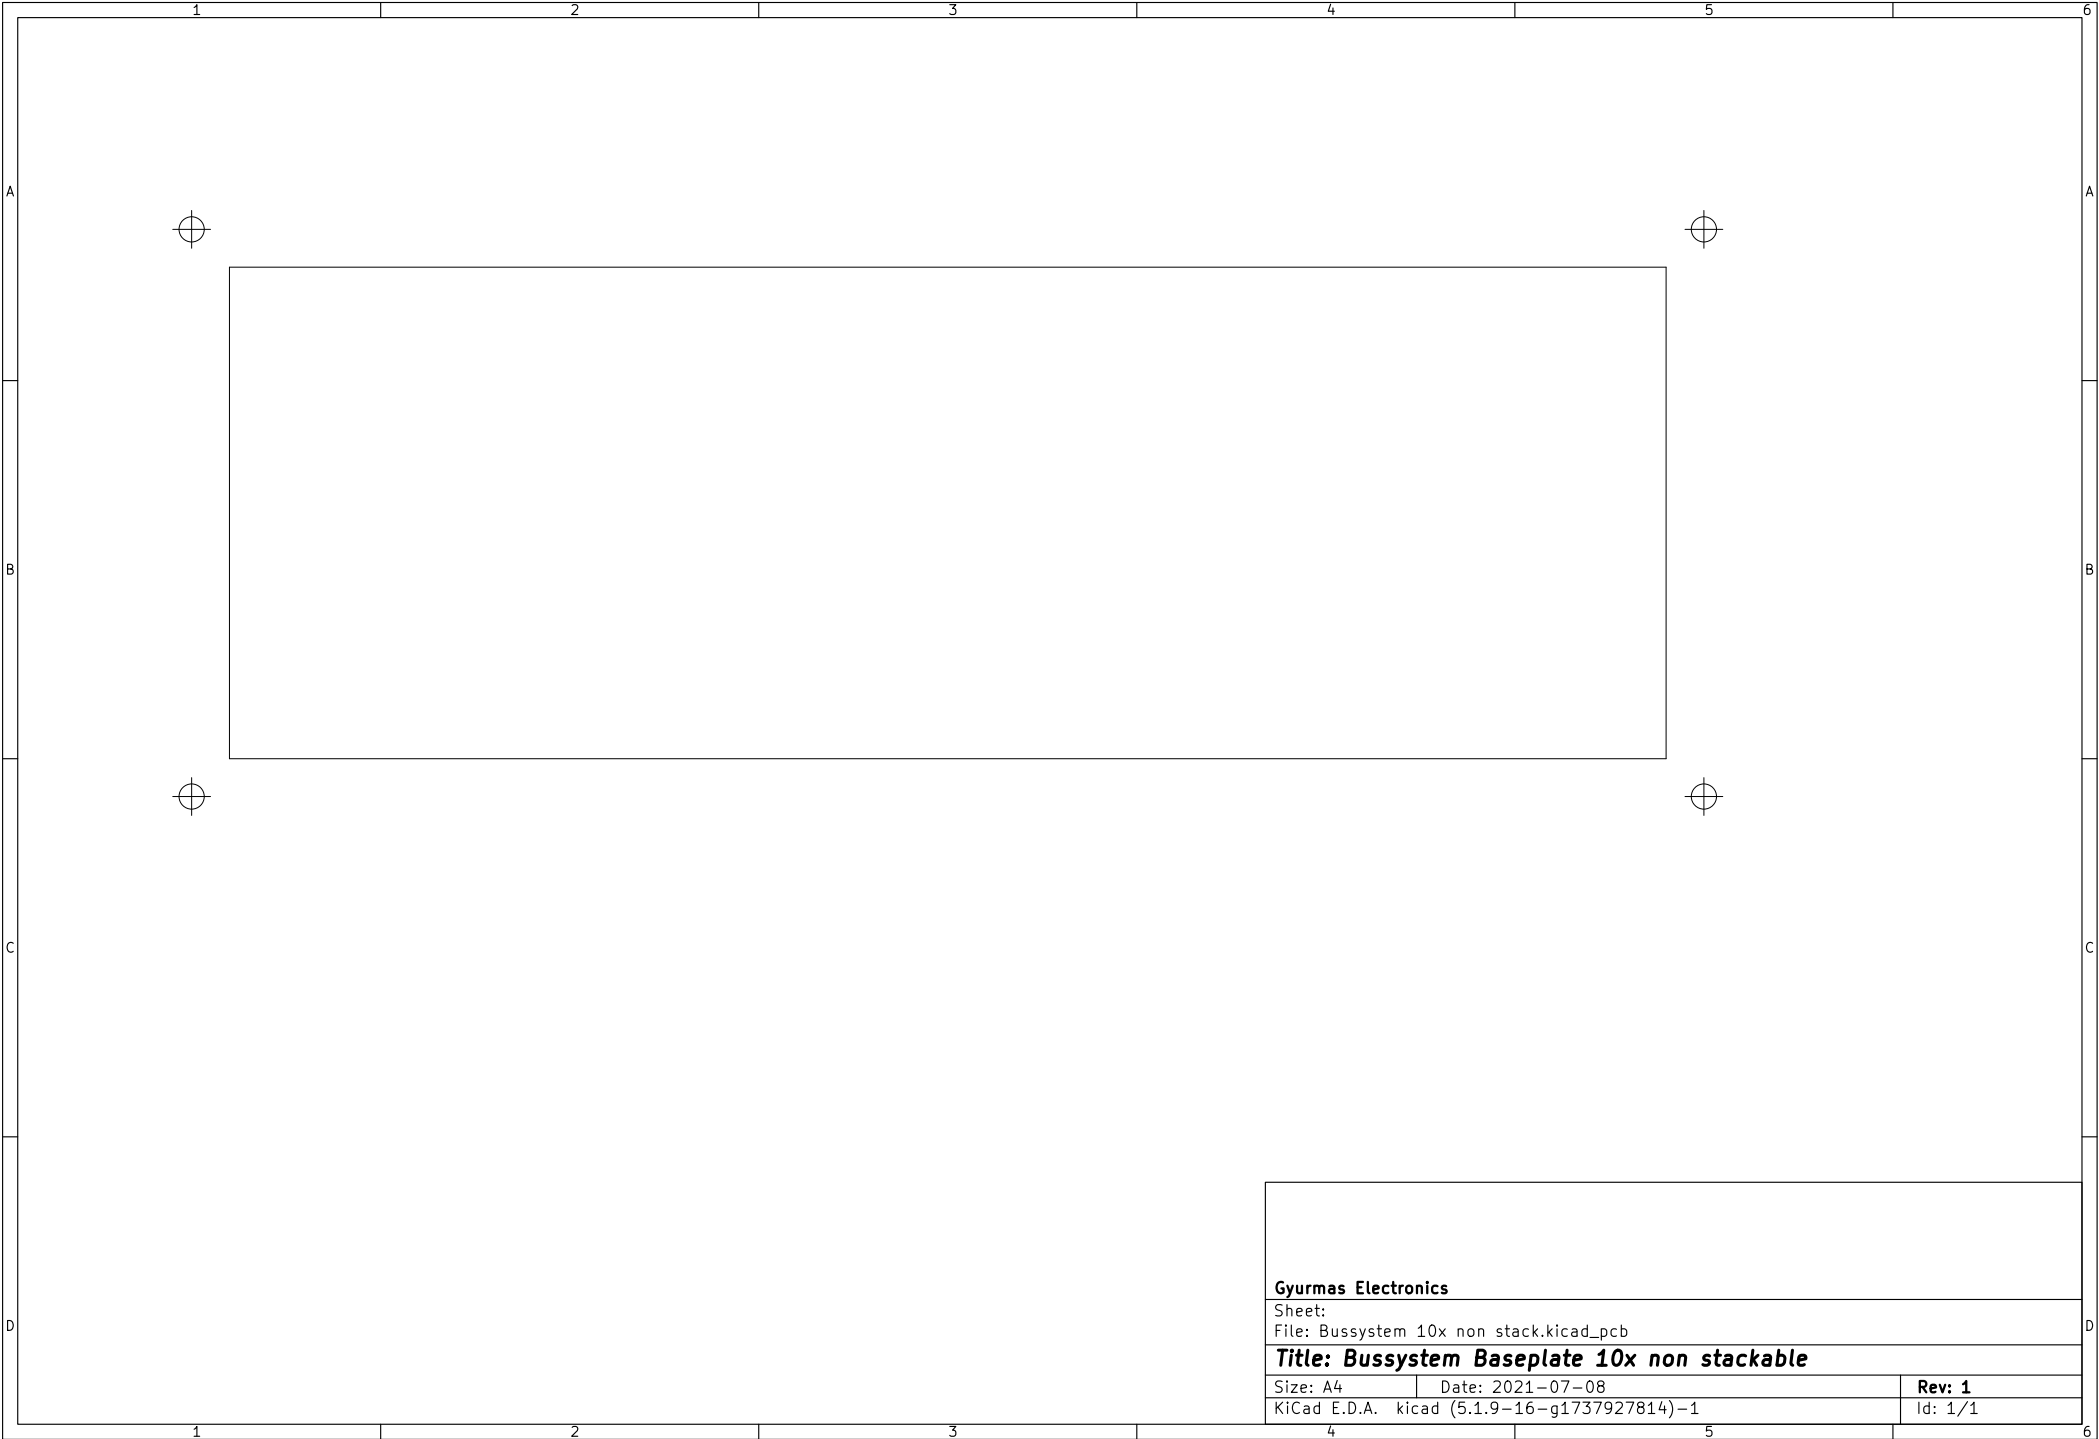 1 2 3 4 5 6
A A
B B
C C
Gyurmas Electronics
Sheet:
D D
File: Bussystem 10x non stack.kicad_pcb
Title: Bussystem Baseplate 10x non stackable
Size: A4 Date: 2021-07-08 Rev: 1
KiCad E.D.A. kicad (5.1.9-16-g1737927814)-1 Id: 1/1
1 2 3 4 5 6